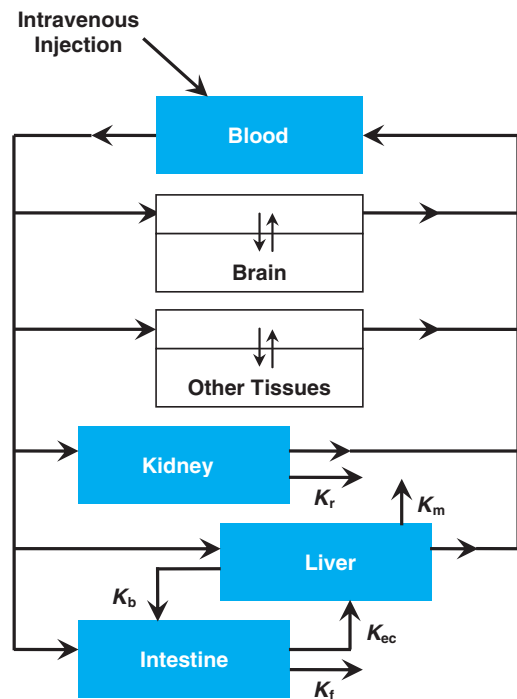 Intravenous
Injection
Blood
Brain
Other Tissues
Kidney
Kr
Km
Liver
Kb
Kec
Intestine
Kf